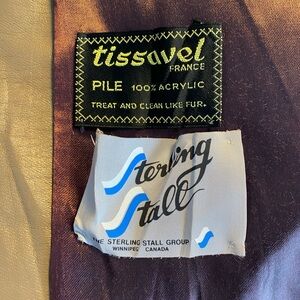 tissavel
FRANCE
PILE 100% ACRYLIC
TREAT AND CLEAN LIKE FUR.
Sterling
Stall
THE STERLING STALL GROUP
WINNIPEG CANADA